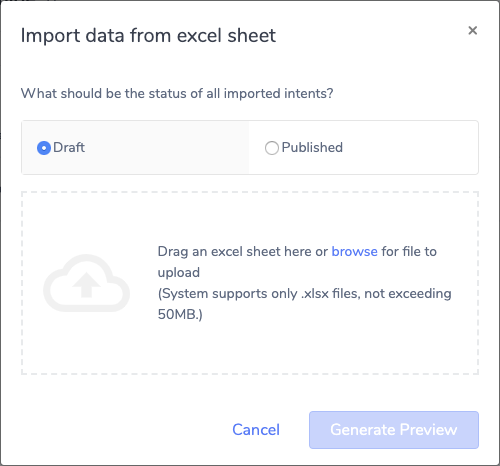 Import data from excel sheet
×
What should be the status of all imported intents?
Draft
Published
Drag an excel sheet here or browse for file to
upload
(System supports only .xlsx files, not exceeding
50MB.)
Cancel
Generate Preview